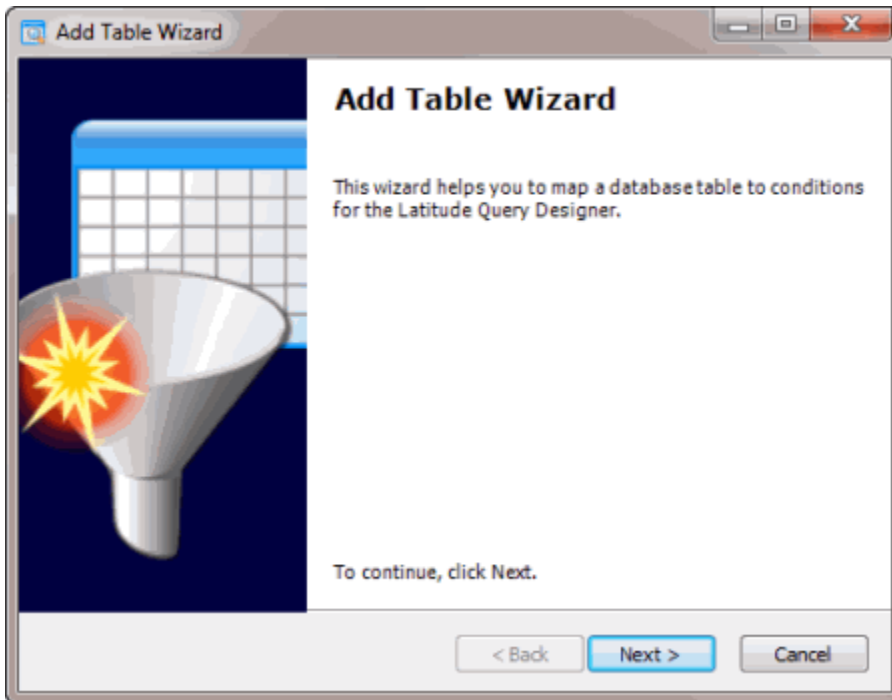 Add Table Wizard
Add Table Wizard
This wizard helps you to map a database table to conditions
for the Latitude Query Designer.
To continue, click Next.
< Back
Next >
Cancel